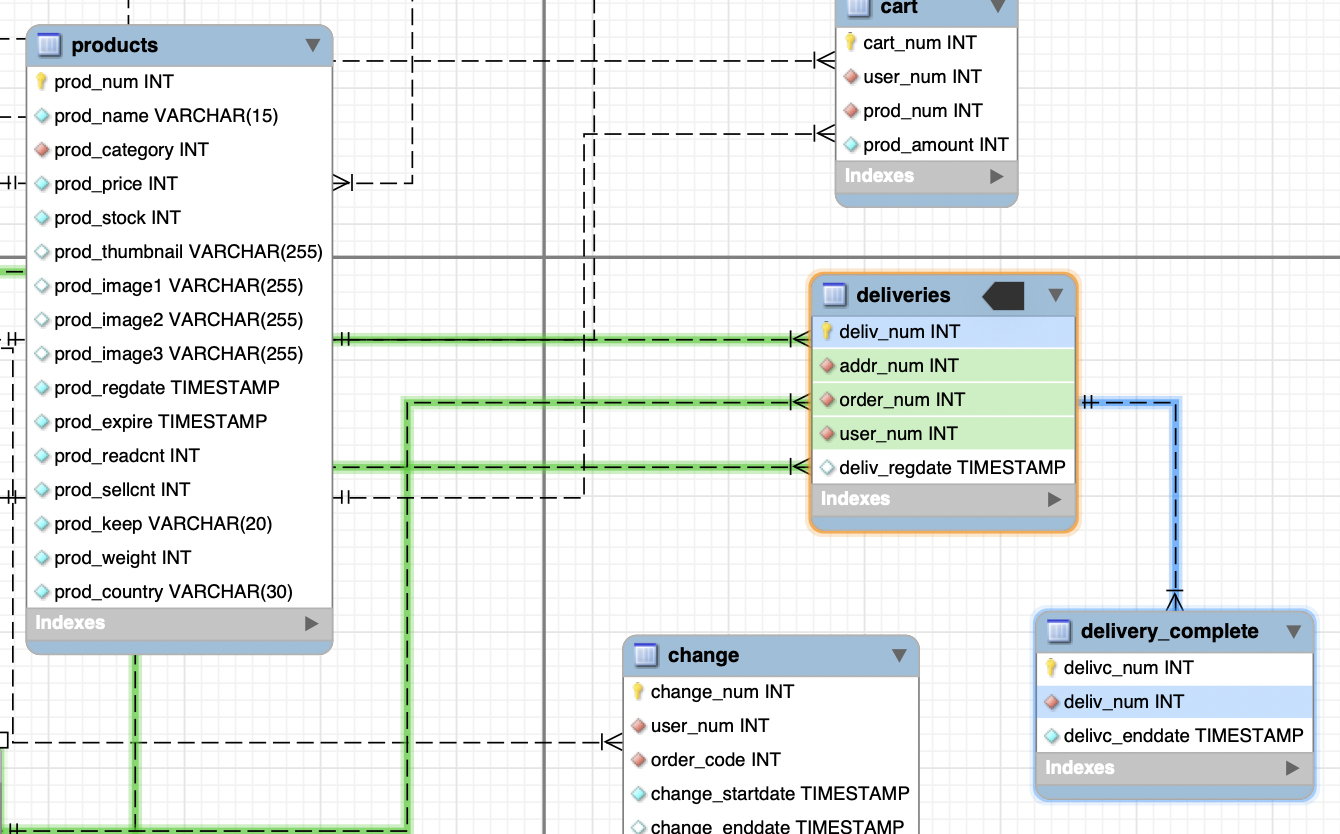 products
prod_num INT
prod_name VARCHAR(15)
prod_category INT
prod_price INT
prod_stock INT
prod_thumbnail VARCHAR(255)
prod_image1 VARCHAR(255)
prod_image2 VARCHAR(255)
prod_image3 VARCHAR(255)
prod_regdate TIMESTAMP
prod_expire TIMESTAMP
prod_readcnt INT
prod_sellcnt INT
prod_keep VARCHAR(20)
prod_weight INT
prod_country VARCHAR(30)
Indexes
cart
cart_num INT
user_num INT
prod_num INT
prod_amount INT
Indexes
deliveries
deliv_num INT
addr_num INT
order_num INT
user_num INT
deliv_regdate TIMESTAMP
Indexes
change
change_num INT
user_num INT
order_code INT
change_startdate TIMESTAMP
change_enddate TIMESTAMP
delivery_complete
delivc_num INT
deliv_num INT
delivc_enddate TIMESTAMP
Indexes